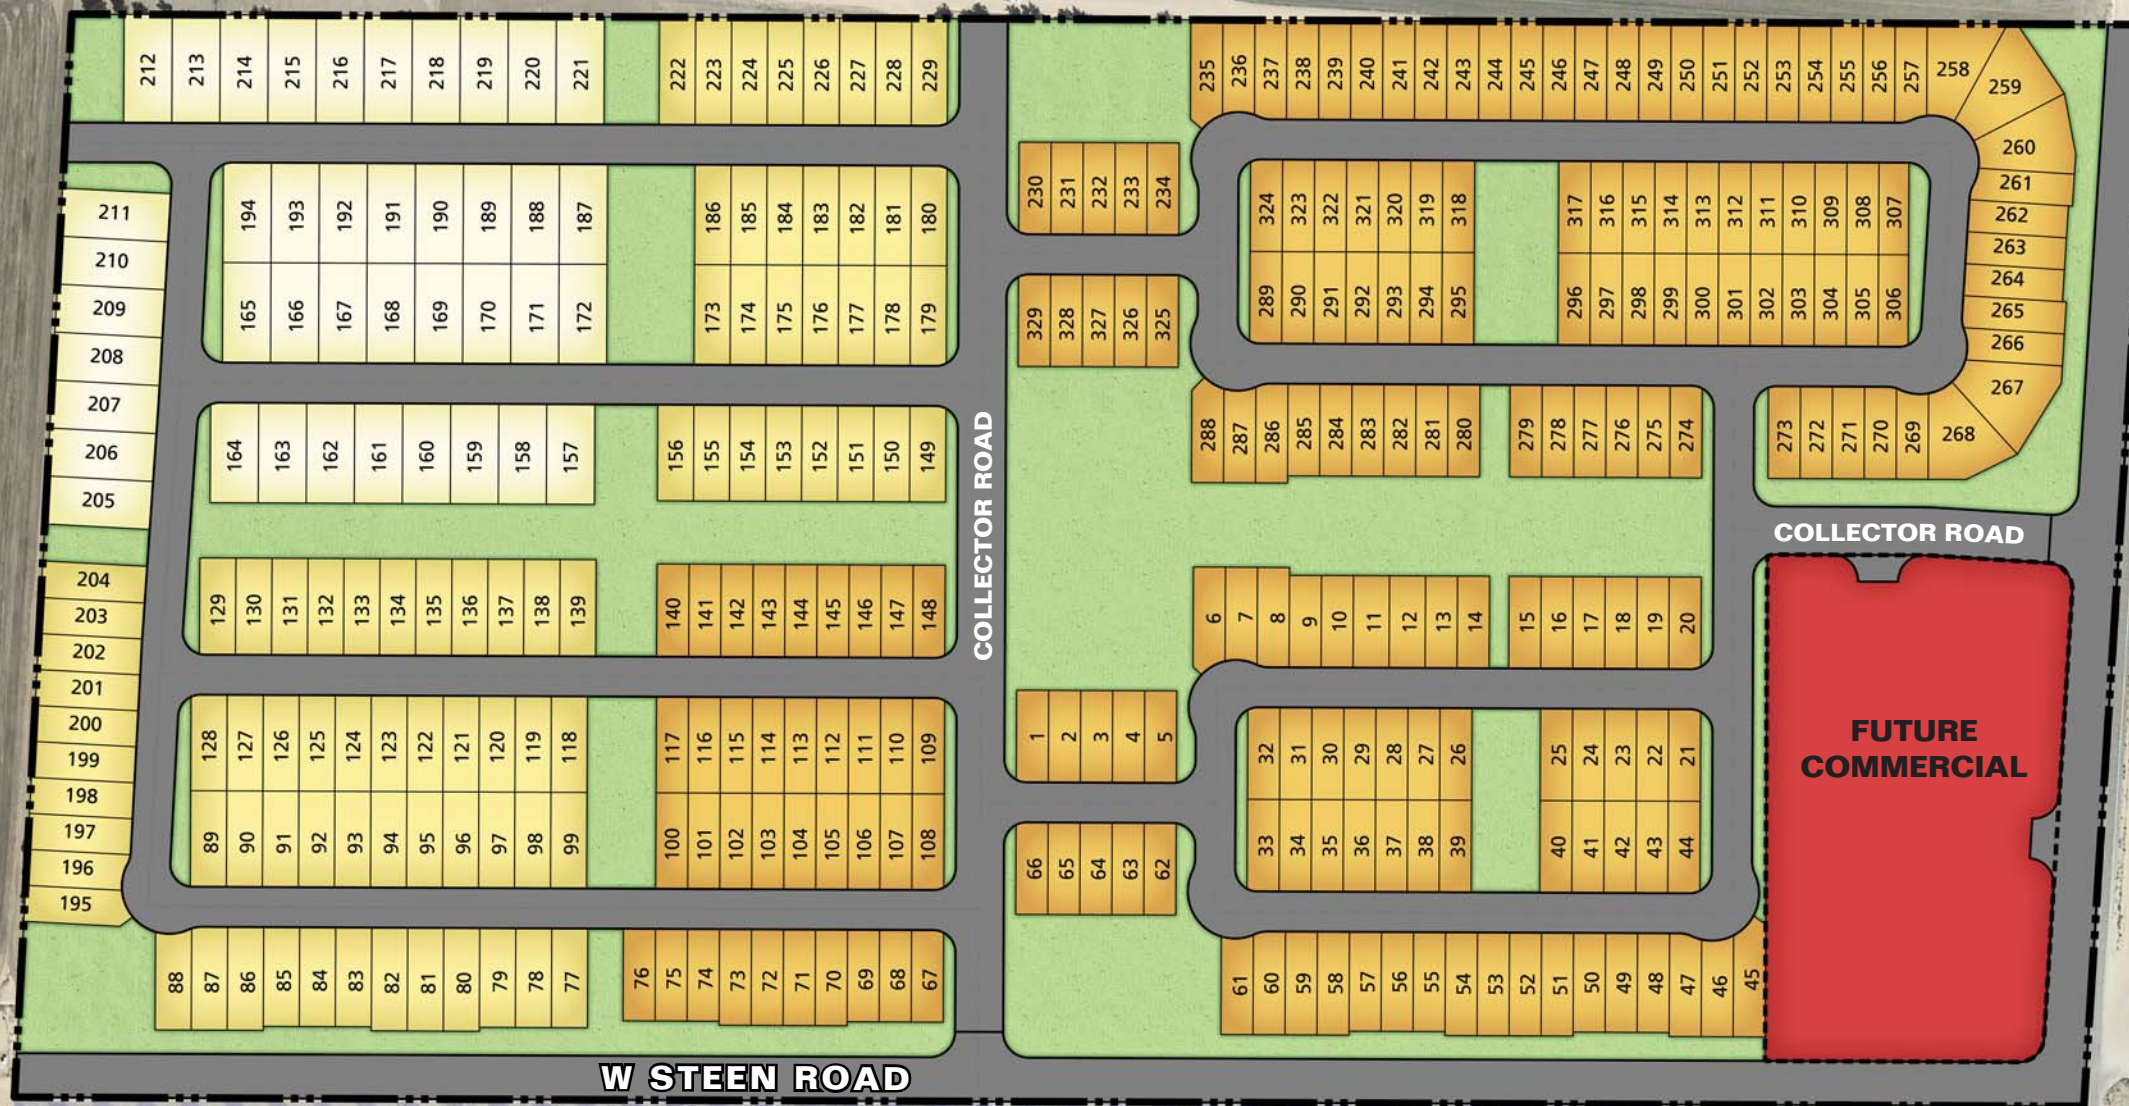 212 213 214 215 216 217 218 219 220 221 222 223 224 225 226 227 228 229
235 236 237 238 239 240 241 242 243 244 245 246 247 248 249 250 251 252 253 254 255 256 257 258 259
260
261
262
263
264
265
266
267
230 231 232 233 234
324 323 322 321 320 319 318 317 316 315 314 313 312 311 310 309 308 307
289 290 291 292 293 294 295 296 297 298 299 300 301 302 303 304 305 306
211
210
209
208
207
206
205
194 193 192 191 190 189 188 187 186 185 184 183 182 181 180
165 166 167 168 169 170 171 172 173 174 175 176 177 178 179
329 328 327 326 325
288 287 286 285 284 283 282 281 280 279 278 277 276 275 274 273 272 271 270 269 268
164 163 162 161 160 159 158 157 156 155 154 153 152 151 150 149
COLLECTOR ROAD
COLLECTOR ROAD
204
203
202
201
200
199
198
197
196
195
129 130 131 132 133 134 135 136 137 138 139 140 141 142 143 144 145 146 147 148
6 7 8 9 10 11 12 13 14 15 16 17 18 19 20
128 127 126 125 124 123 122 121 120 119 118 117 116 115 114 113 112 111 110 109
1 2 3 4 5
32 31 30 29 28 27 26 25 24 23 22 21
FUTURE
COMMERCIAL
89 90 91 92 93 94 95 96 97 98 99 100 101 102 103 104 105 106 107 108
66 65 64 63 62
33 34 35 36 37 38 39 40 41 42 43 44
88 87 86 85 84 83 82 81 80 79 78 77 76 75 74 73 72 71 70 69 68 67
61 60 59 58 57 56 55 54 53 52 51 50 49 48 47 46 45
W STEEN ROAD